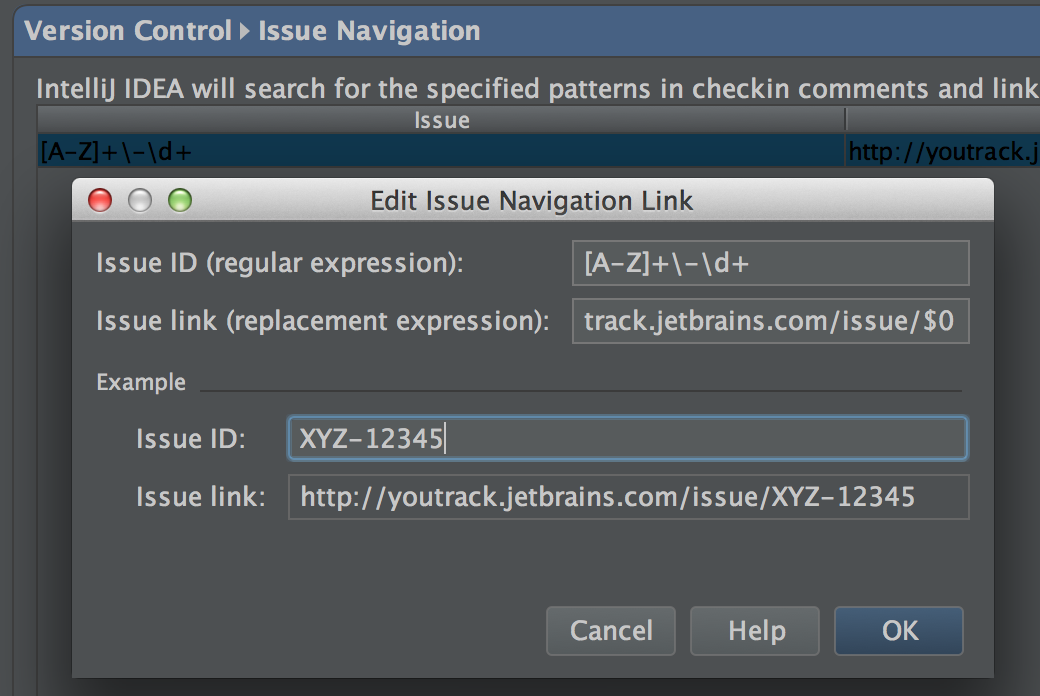 Version Control ▸ Issue Navigation
IntelliJ IDEA will search for the specified patterns in checkin comments and link
Issue
[A-Z]+\-\d+ http://youtrack.j
Edit Issue Navigation Link
Issue ID (regular expression): [A-Z]+\-\d+
Issue link (replacement expression): track.jetbrains.com/issue/$0
Example
Issue ID: XYZ-12345
Issue link: http://youtrack.jetbrains.com/issue/XYZ-12345
Cancel Help OK